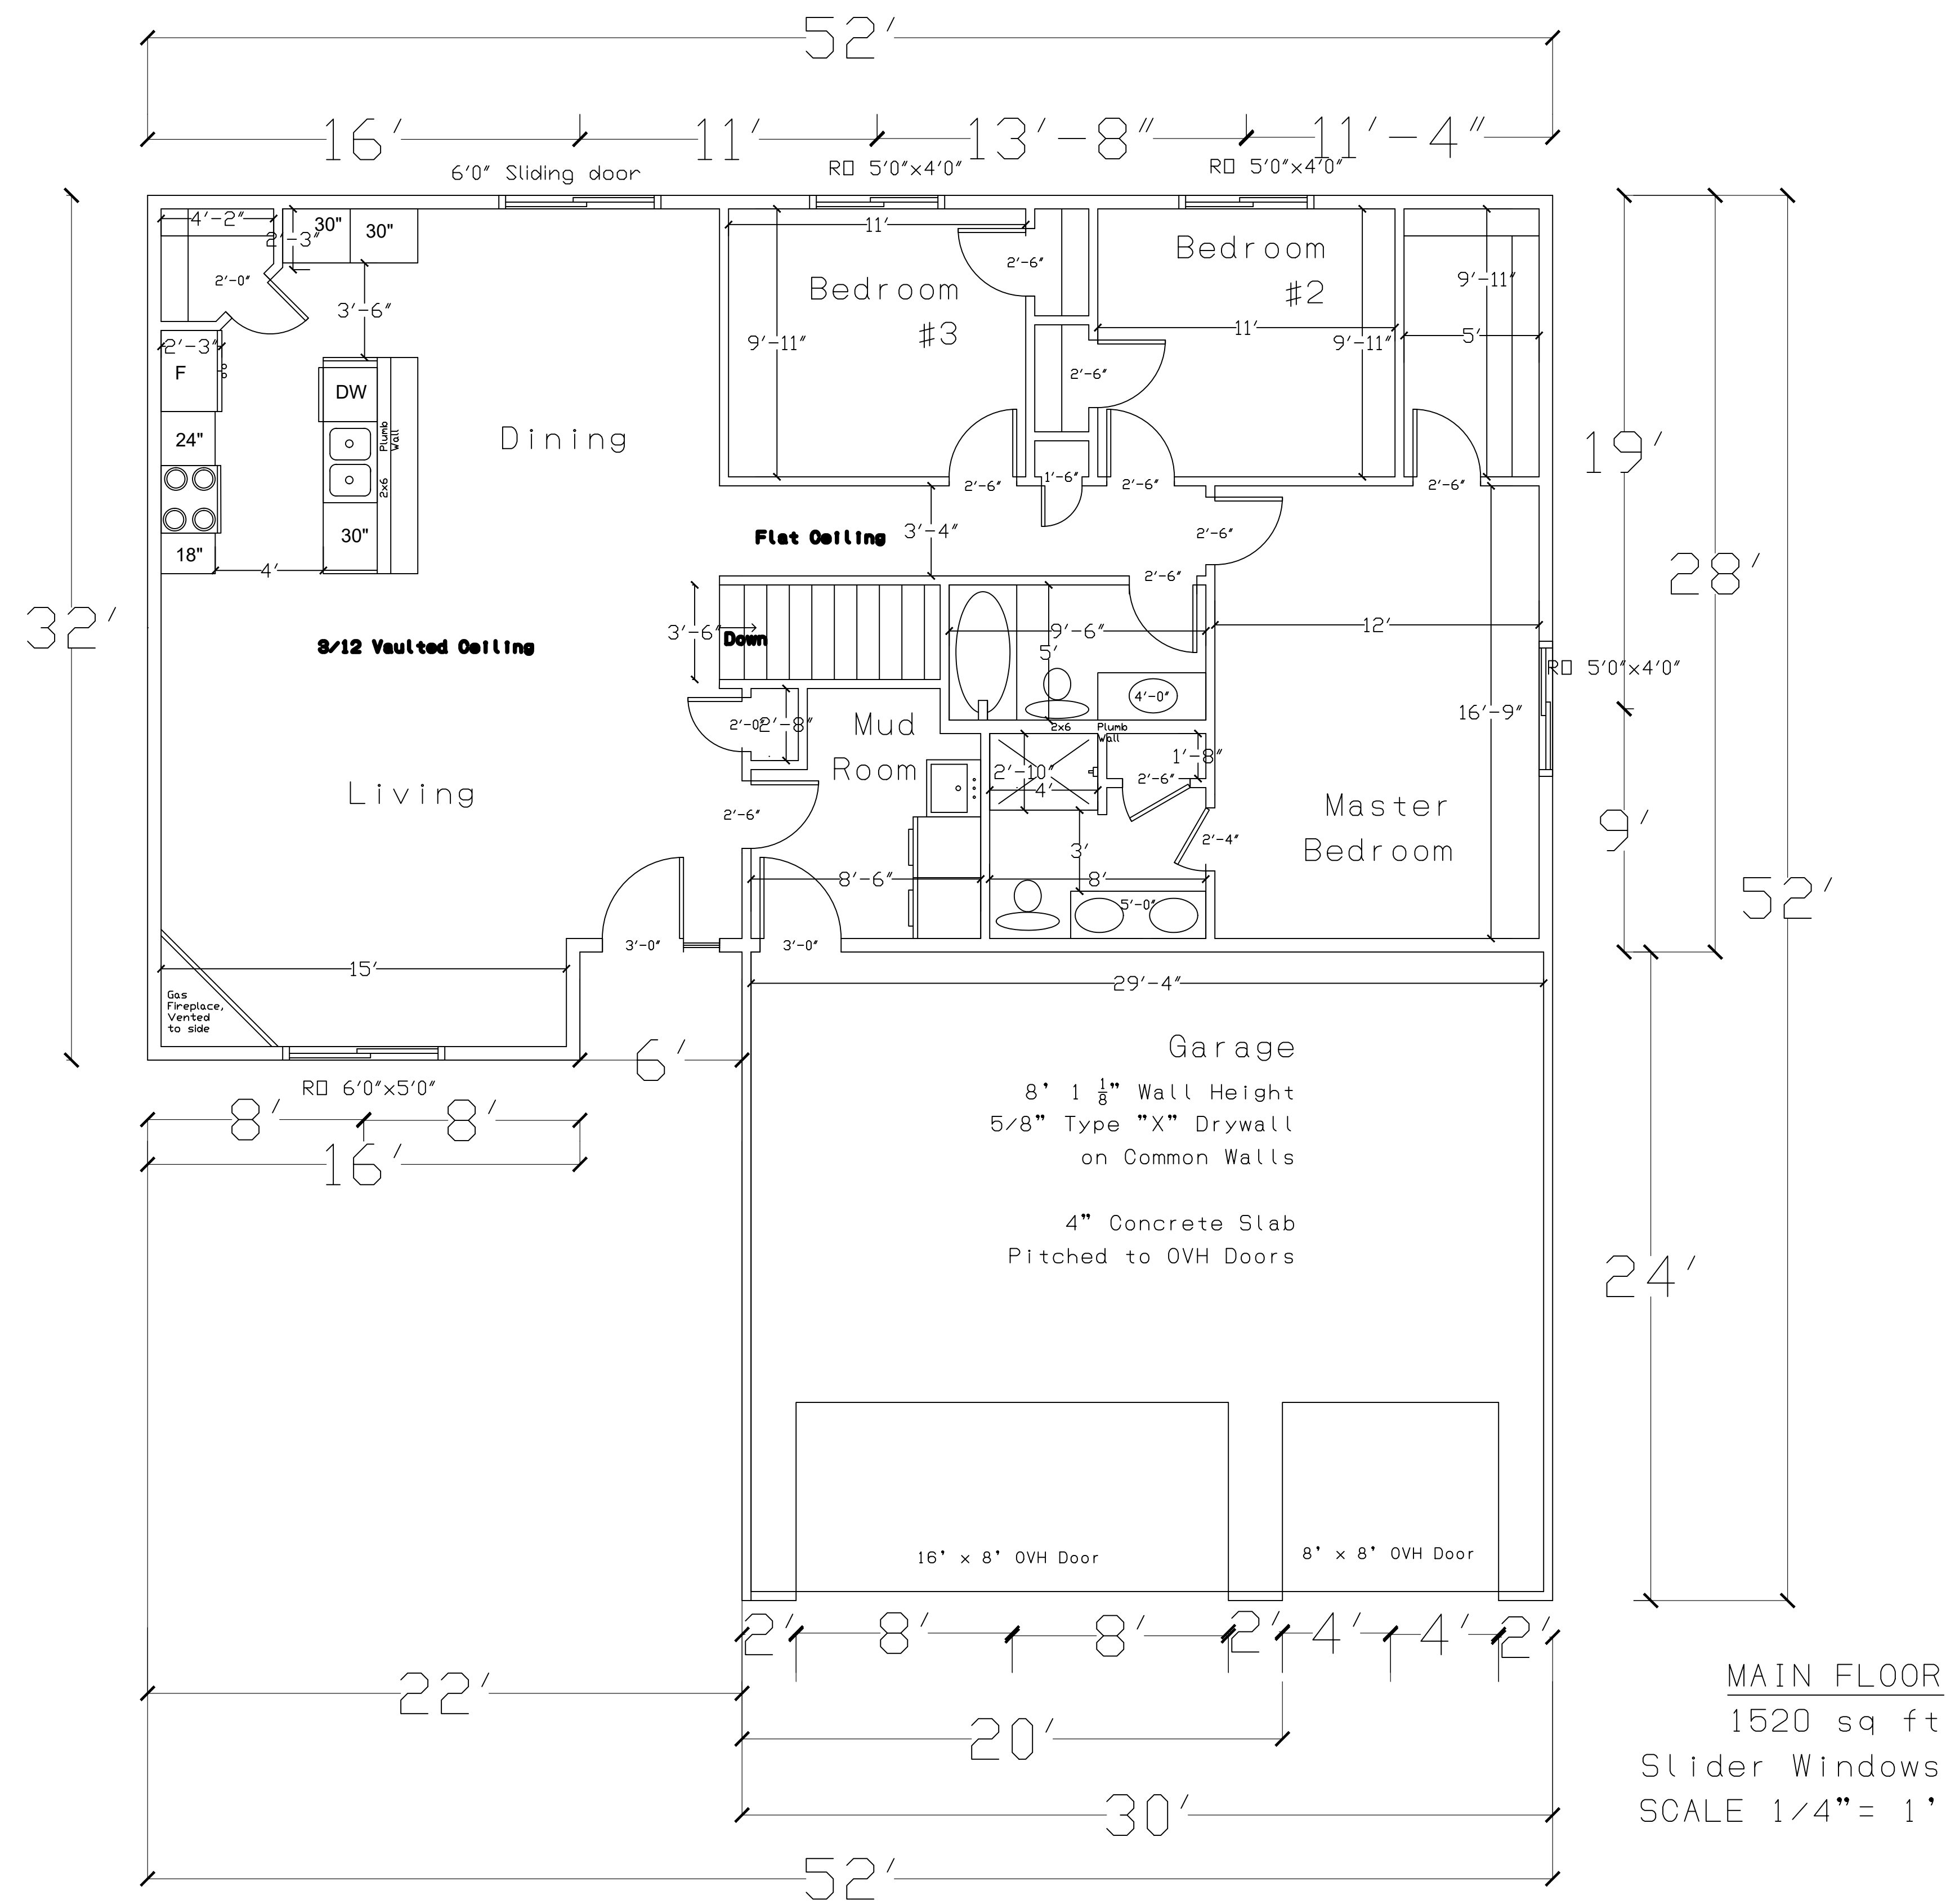 52'
16' 11' 13'-8" 11'-4"
6'0" Sliding door
RO 5'0"x4'0"
RO 5'0"x4'0"
4'-2"
2'-3"
30"
30"
11'
2'-0"
3'-6"
2'-6"
Bedroom
#3
9'-11"
Bedroom
#2
11'
9'-11"
9'-11"
5'
2'-3"
F
DW
24"
18"
30"
Plumb
Wall
2x6
4'
Dining
2'-6"
2'-6"
1'-6"
2'-6"
2'-6"
2'-6"
Flat Ceiling
3'-4"
2'-6"
19'
28'
32'
3/12 Vaulted Ceiling
3'-6"
Down
9'-6"
5'
4'-0"
12'
RO 5'0"x4'0"
16'-9"
2'-0"
2'-8"
Mud
Room
2x6
Plumb
Wall
2'-10"
4'
1'-8"
2'-6"
Living
2'-6"
3'
2'-4"
Master
Bedroom
9'
52'
8'-6"
8'
5'-0"
3'-0"
3'-0"
15'
29'-4"
Gas
Fireplace,
Vented
to side
6'
RO 6'0"x5'0"
8' 8'
16'
Garage
8' 1 1/8" Wall Height
5/8" Type "X" Drywall
on Common Walls
4" Concrete Slab
Pitched to OVH Doors
24'
16' x 8' OVH Door
8' x 8' OVH Door
2' 8' 8' 2' 4' 4' 2'
22'
20'
30'
52'
MAIN FLOOR
1520 sq ft
Slider Windows
SCALE 1/4"= 1'